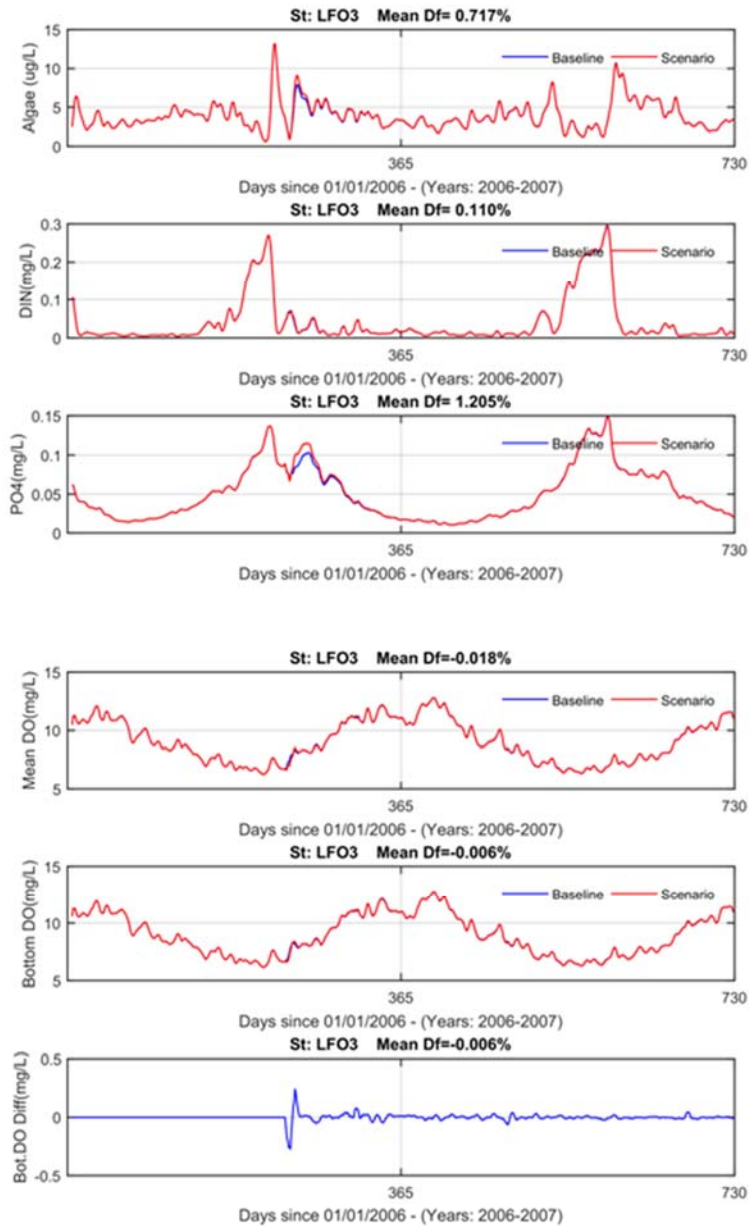 St: LFO3 Mean Df= 0.717%
15
10
5
0
Algae (ug/L)
Baseline Scenario
365 730
Days since 01/01/2006 - (Years: 2006-2007)
St: LFO3 Mean Df= 0.110%
0.3
0.2
0.1
0
DIN(mg/L)
Baseline Scenario
365 730
Days since 01/01/2006 - (Years: 2006-2007)
St: LFO3 Mean Df= 1.205%
0.15
0.1
0.05
0
PO4(mg/L)
Baseline Scenario
365 730
Days since 01/01/2006 - (Years: 2006-2007)
St: LFO3 Mean Df=-0.018%
15
10
5
Mean DO(mg/L)
Baseline Scenario
365 730
Days since 01/01/2006 - (Years: 2006-2007)
St: LFO3 Mean Df=-0.006%
15
10
5
Bottom DO(mg/L)
Baseline Scenario
365 730
Days since 01/01/2006 - (Years: 2006-2007)
St: LFO3 Mean Df=-0.006%
0.5
0
-0.5
Bot.DO Diff(mg/L)
365 730
Days since 01/01/2006 - (Years: 2006-2007)